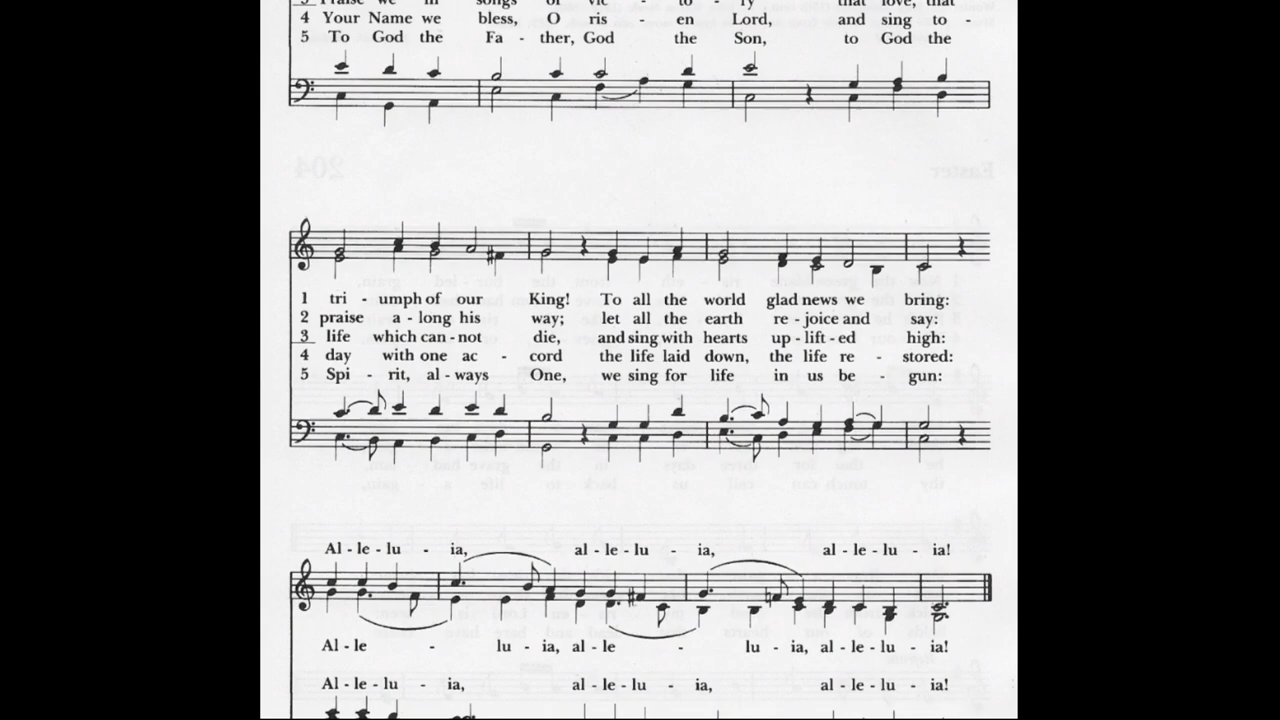 3 Praise we in songs of vic - to - ry that love, that
4 Your Name we bless, O ris - en Lord, and sing to -
5 To God the Fa - ther, God the Son, to God the
204
Easter
1 tri - umph of our King! To all the world glad news we bring:
2 praise a - long his way; let all the earth re - joice and say:
3 life which can - not die, and sing with hearts up - lift - ed high:
4 day with one ac - cord the life laid down, the life re - stored:
5 Spi - rit, al - ways One, we sing for life in us be - gun:
Al - le - lu - ia, al - le - lu - ia, al - le - lu - ia!
Al - le - lu - ia, al - le - lu - ia, al - le - lu - ia!
Al - le - lu - ia, al - le - lu - ia, al - le - lu - ia!